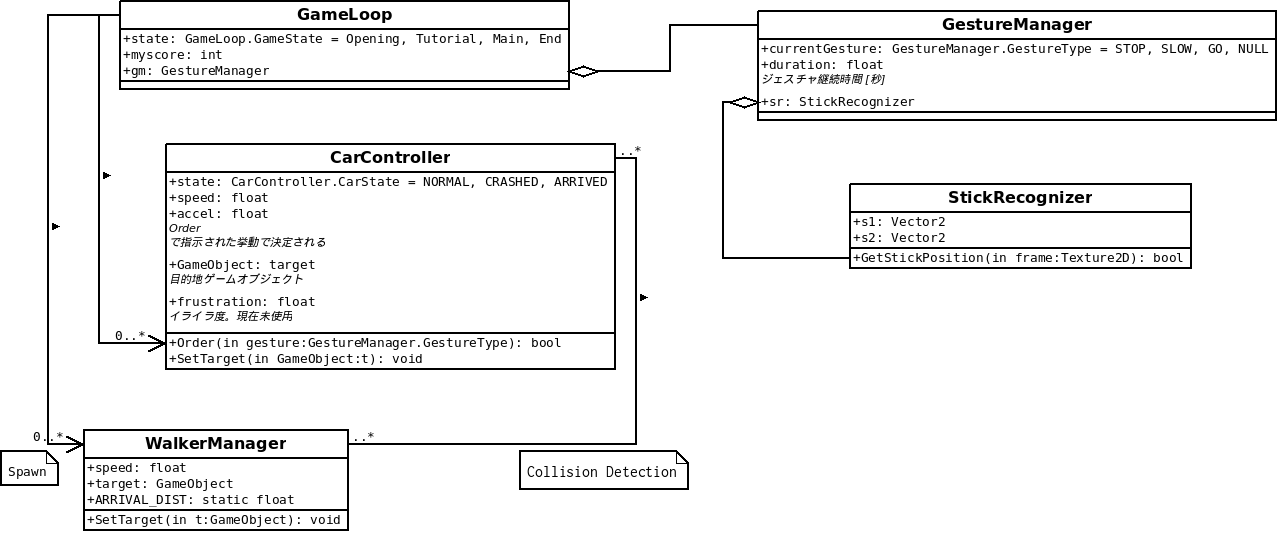 GameLoop
+state: GameLoop.GameState = Opening, Tutorial, Main, End
+myscore: int
+gm: GestureManager
GestureManager
+currentGesture: GestureManager.GestureType = STOP, SLOW, GO, NULL
+duration: float
ジェスチャ継続時間 [秒]
+sr: StickRecognizer
CarController
..*
+state: CarController.CarState = NORMAL, CRASHED, ARRIVED
+speed: float
+accel: float
Order
で指示された挙動で決定される
+GameObject: target
目的地ゲームオブジェクト
+frustration: float
イライラ度。現在未使用
0..*
+Order(in gesture:GestureManager.GestureType): bool
+SetTarget(in GameObject:t): void
StickRecognizer
+s1: Vector2
+s2: Vector2
+GetStickPosition(in frame:Texture2D): bool
0..*
WalkerManager
..*
+speed: float
+target: GameObject
+ARRIVAL_DIST: static float
+SetTarget(in t:GameObject): void
Spawn
Collision Detection